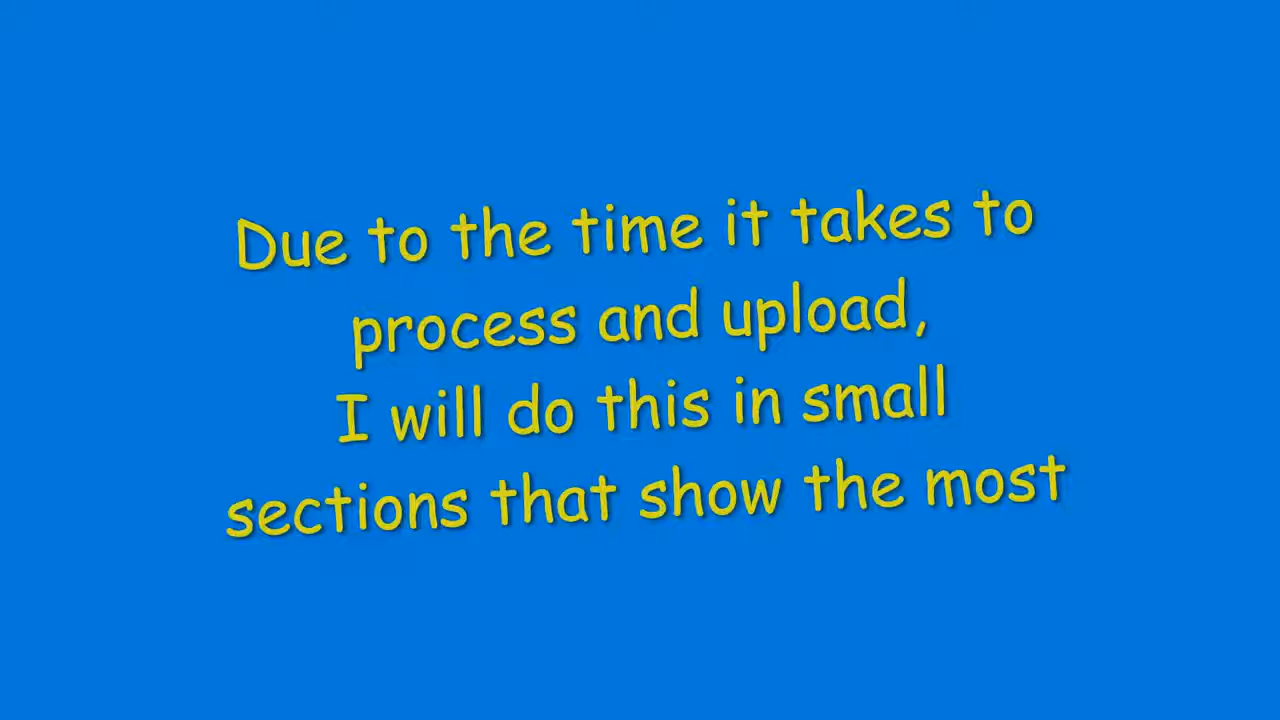 Due to the time it takes to
process and upload,
I will do this in small
sections that show the most